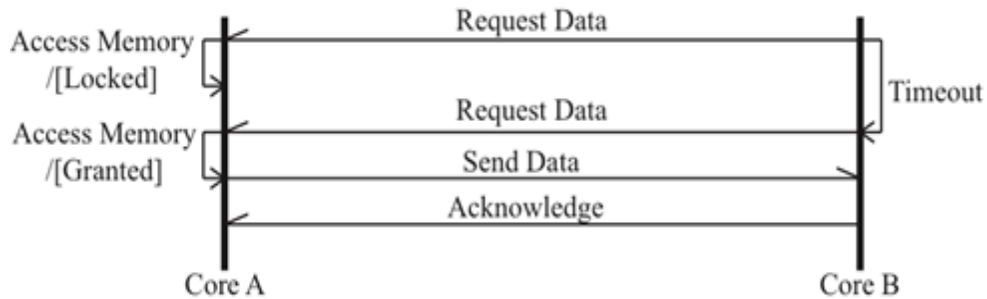 Request Data
Access Memory
/[Locked]
Timeout
Request Data
Access Memory
/[Granted]
Send Data
Acknowledge
Core A
Core B